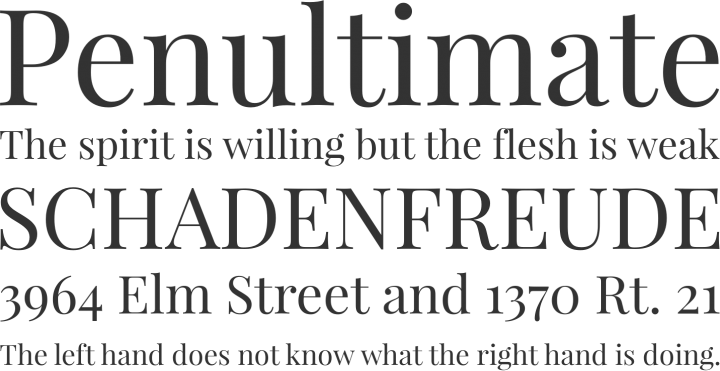 Penultimate
The spirit is willing but the flesh is weak
SCHADENFREUDE
3964 Elm Street and 1370 Rt. 21
The left hand does not know what the right hand is doing.